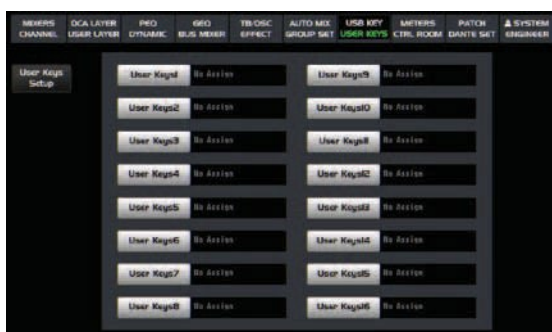 MIXERS CHANNEL
DCA LAYER USER LAYER
PEQ DYNAMIC
GEQ BUS MIXER
TB/OSC EFFECT
AUTO MIX GROUP SET
USB KEY USER KEYS
METERS CTRL ROOM
PATCH DANTE SET
SYSTEM ENGINEER
User Keys Setup
User Keys1 No Assign
User Keys9 No Assign
User Keys2 No Assign
User Keys10 No Assign
User Keys3 No Assign
User Keys11 No Assign
User Keys4 No Assign
User Keys12 No Assign
User Keys5 No Assign
User Keys13 No Assign
User Keys6 No Assign
User Keys14 No Assign
User Keys7 No Assign
User Keys15 No Assign
User Keys8 No Assign
User Keys16 No Assign